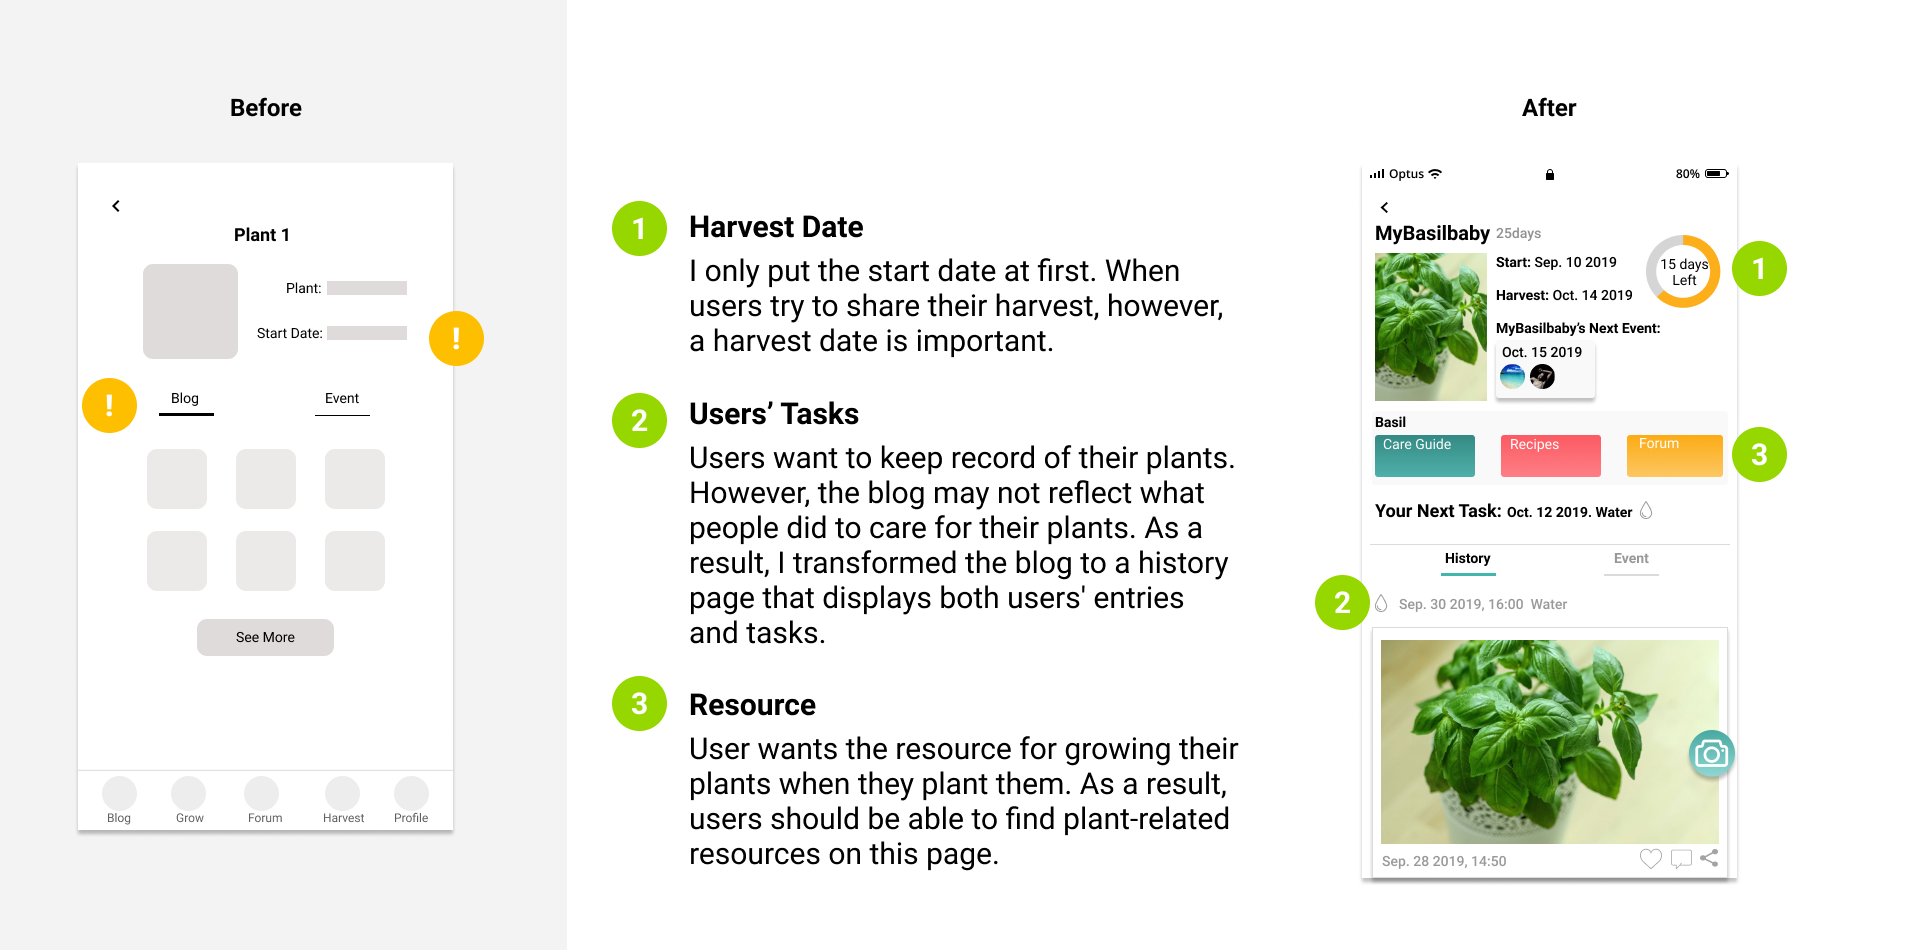 Before
Plant 1
Plant:
Start Date:
!
!
Blog
Event
See More
Blog
Grow
Forum
Harvest
Profile
1
Harvest Date
I only put the start date at first. When
users try to share their harvest, however,
a harvest date is important.
2
Users’ Tasks
Users want to keep record of their plants.
However, the blog may not reflect what
people did to care for their plants. As a
result, I transformed the blog to a history
page that displays both users' entries
and tasks.
3
Resource
User wants the resource for growing their
plants when they plant them. As a result,
users should be able to find plant-related
resources on this page.
After
Optus
80%
MyBasilbaby 25days
Start: Sep. 10 2019
15 days
Left
1
Harvest: Oct. 14 2019
MyBasilbaby’s Next Event:
Oct. 15 2019
Basil
Care Guide
Recipes
Forum
3
Your Next Task: Oct. 12 2019. Water
History
Event
2
Sep. 30 2019, 16:00 Water
Sep. 28 2019, 14:50